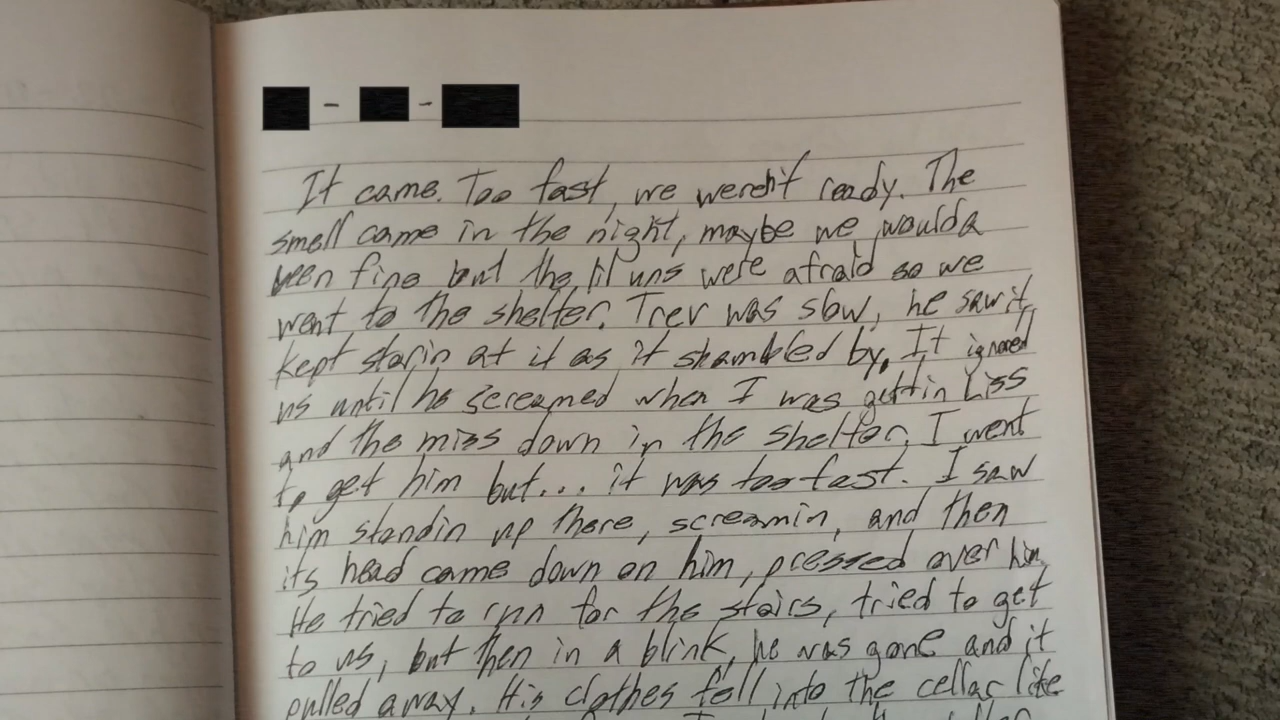 - -
It came. Too fast, we weren't ready. The
smell came in the night, maybe we woulda
been fine but the lil uns were afraid so we
went to the shelter. Trev was slow, he saw it,
kept starin at it as it shambled by. It ignored
us until he screamed when I was gettin Liss
and the miss down in the shelter. I went
to get him but... it was too fast. I saw
him standin up there, screamin, and then
its head came down on him, pressed over him.
He tried to run for the stairs, tried to get
to us, but then in a blink, he was gone and it
pulled away. His clothes fell into the cellar like